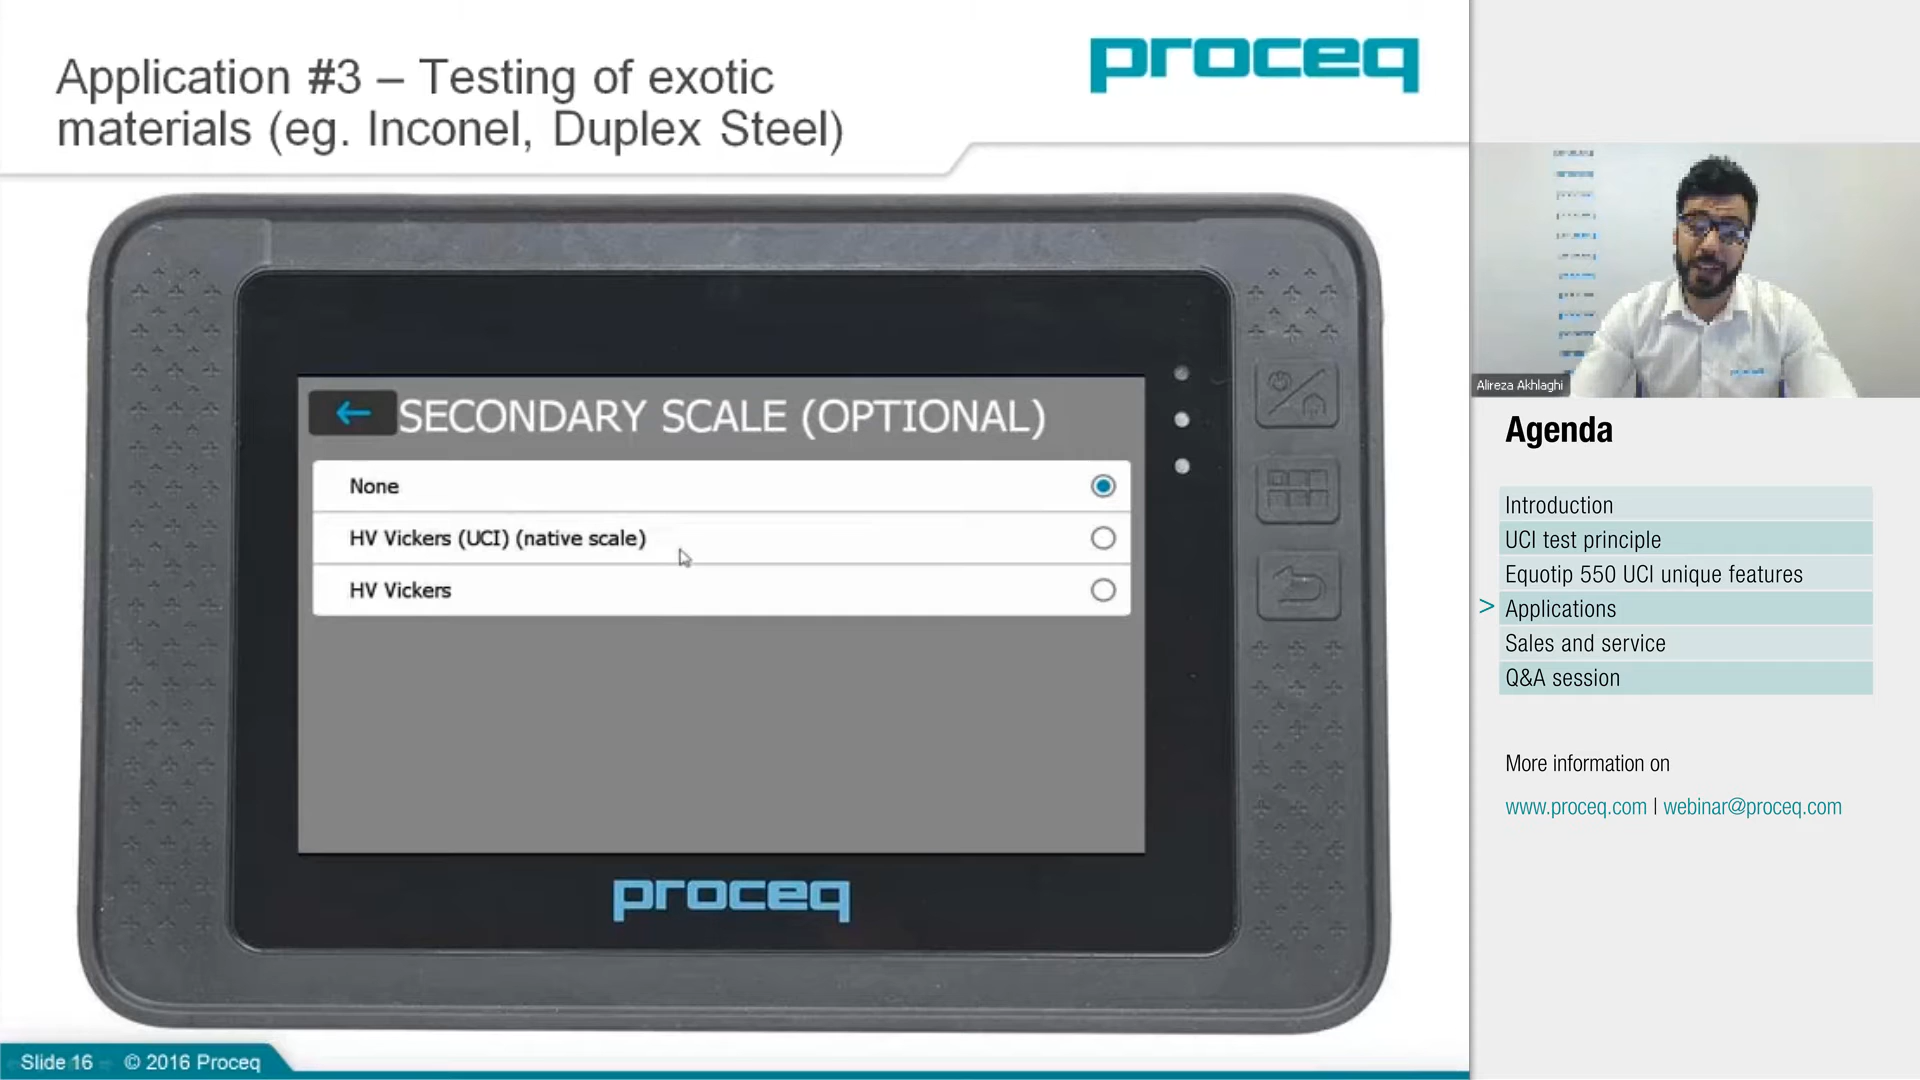 Application #3 – Testing of exotic
materials (eg. Inconel, Duplex Steel)
proceq
SECONDARY SCALE (OPTIONAL)
None
HV Vickers (UCI) (native scale)
HV Vickers
proceq
Slide 16 © 2016 Proceq
Alireza Akhlaghi
Agenda
Introduction
UCI test principle
Equotip 550 UCI unique features
> Applications
Sales and service
Q&A session
More information on
www.proceq.com | webinar@proceq.com